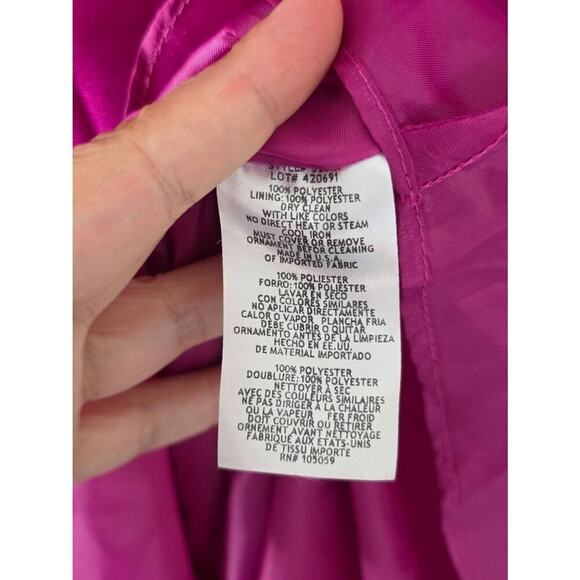 STYLE#
LOT# 420691
100% POLYESTER
LINING: 100% POLYESTER
DRY CLEAN
WITH LIKE COLORS
NO DIRECT HEAT OR STEAM
COOL IRON
MUST COVER OR REMOVE
ORNAMENT BEFOR CLEANING
MADE IN U.S.A.
OF IMPORTED FABRIC
100% POLYESTER
FORRO: 100% POLIESTER
LAVAR EN SECO
CON COLORES SIMILARES
NO APLICAR DIRECTAMENTE
CALOR O VAPOR PLANCHA FRIA
DEBE CUBRIR O QUITAR
ORNAMENTO ANTES DE LA LIMPIEZA
HECHO EN EE.UU.
DE MATERIAL IMPORTADO
100% POLYESTER
DOUBLURE: 100% POLYESTER
NETTOYER À SEC
AVEC DES COULEURS SIMILAIRES
NE PAS DIRIGER À LA CHALEUR
OU LA VAPEUR FER FROID
DOIT COUVRIR OU RETIRER
ORNEMENT AVANT NETTOYAGE
FABRIQUÉ AUX ETATS-UNIS
DE TISSU IMPORTE
RN# 105059